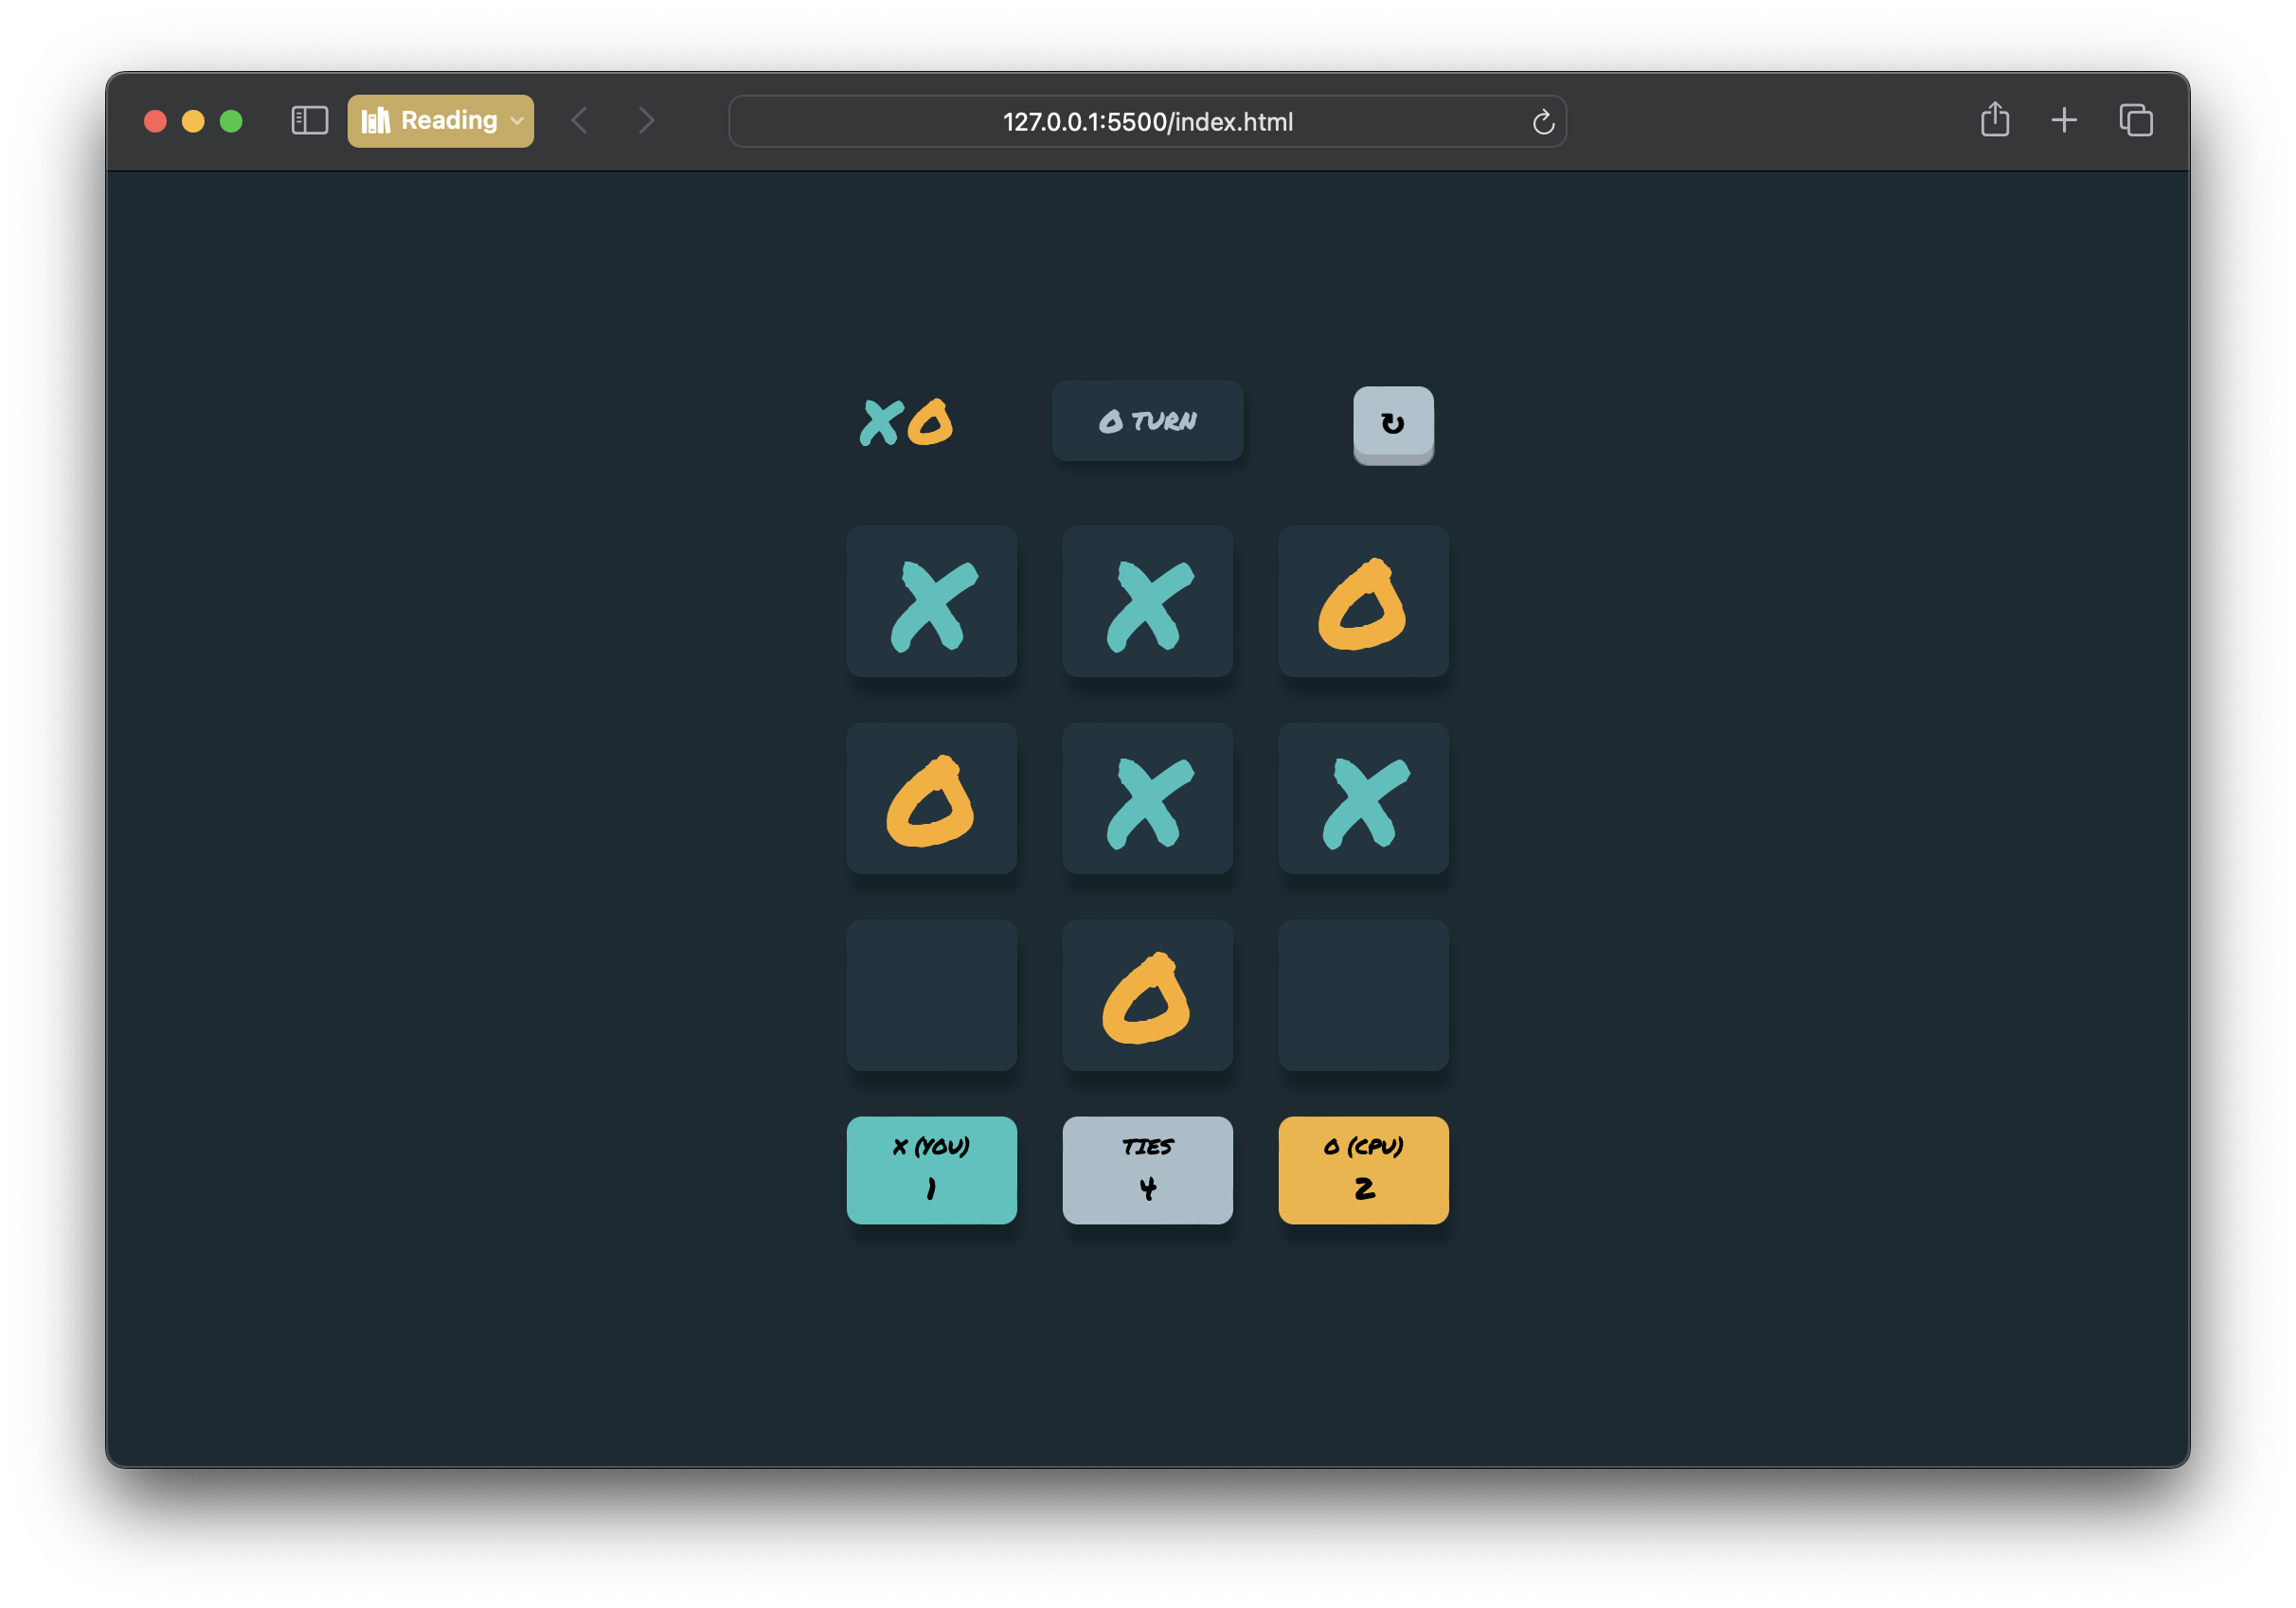 Reading
127.0.0.1:5500/index.html
XO
O TURN
↻
X X O
O X X
O
X (YOU)
1
TIES
4
O (CPU)
2